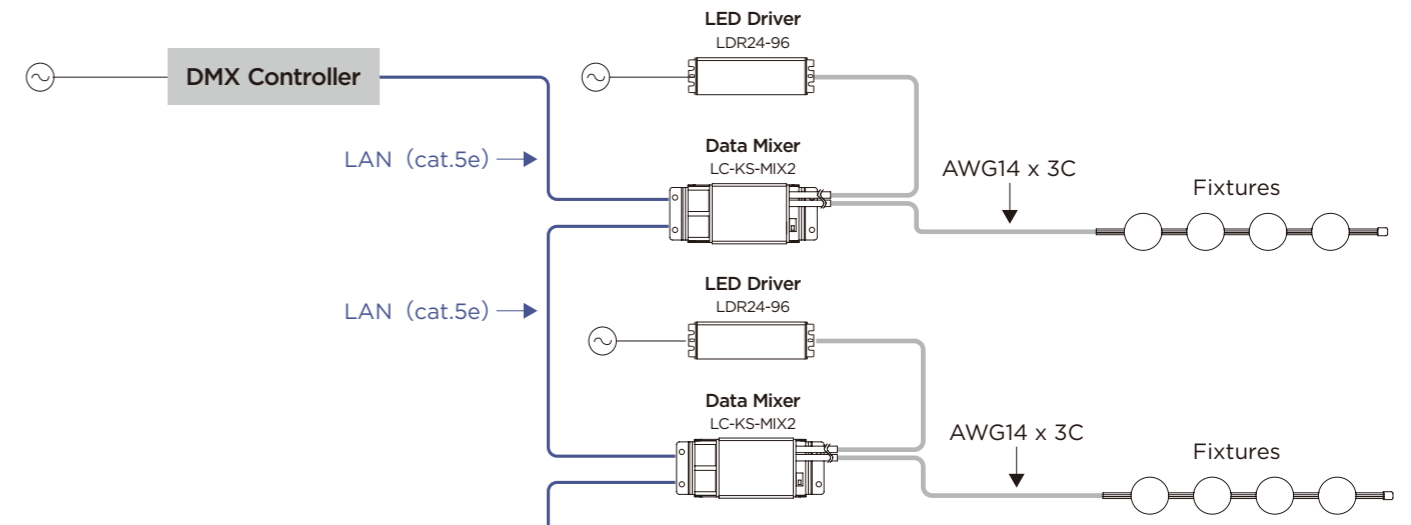 LED Driver
LDR24-96
DMX Controller
Data Mixer
LC-KS-MIX2
LAN (cat.5e)
AWG14 x 3C
Fixtures
LED Driver
LDR24-96
LAN (cat.5e)
Data Mixer
LC-KS-MIX2
AWG14 x 3C
Fixtures